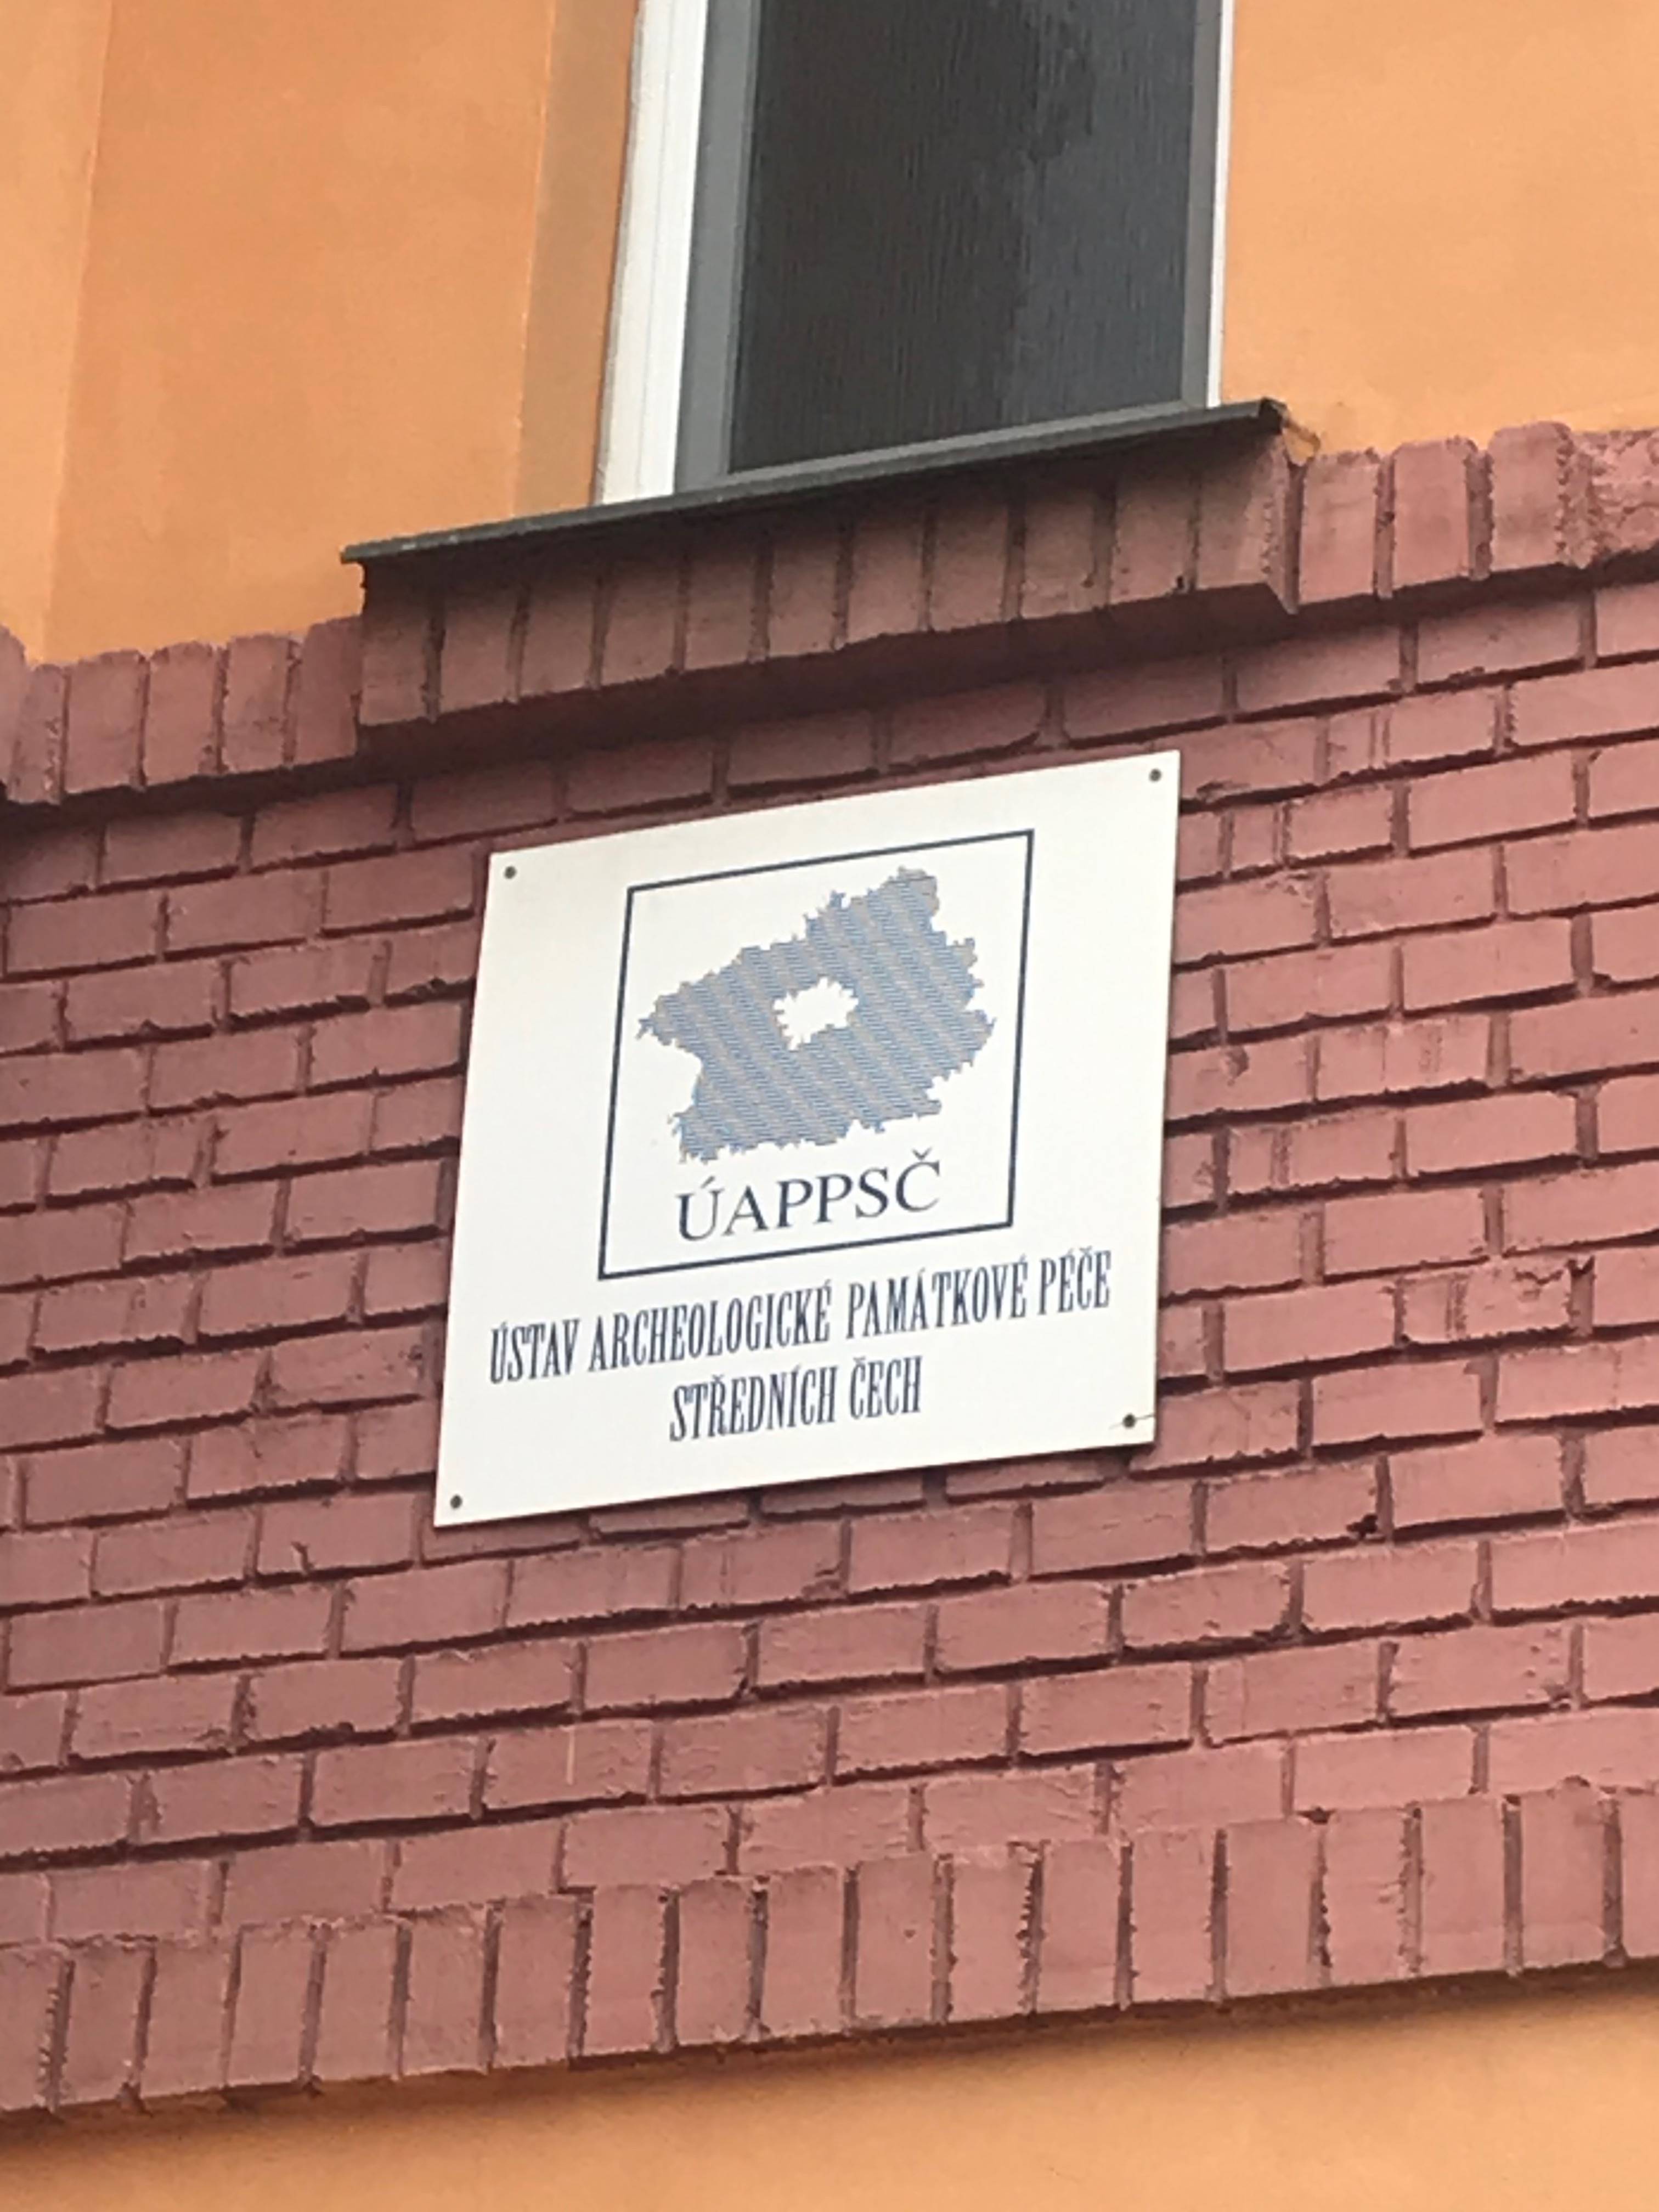 ÚAPPSČ
ÚSTAV ARCHEOLOGICKÉ PAMÁTKOVÉ PÉČE
STŘEDNÍCH ČECH